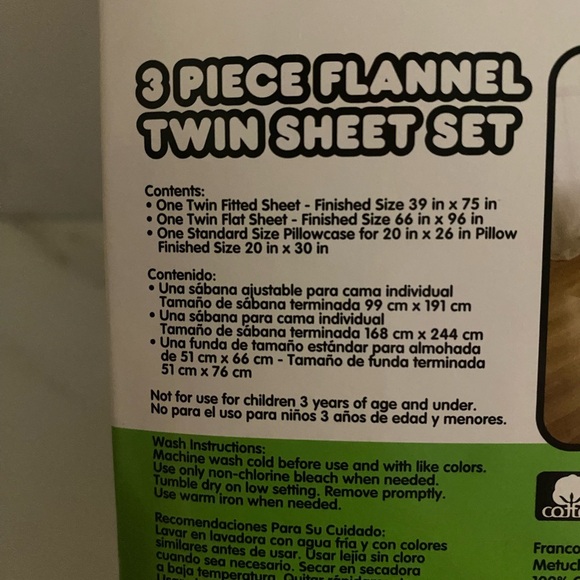 3 PIECE FLANNEL
TWIN SHEET SET
Contents:
• One Twin Fitted Sheet - Finished Size 39 in x 75 in
• One Twin Flat Sheet - Finished Size 66 in x 96 in
• One Standard Size Pillowcase for 20 in x 26 in Pillow
Finished Size 20 in x 30 in
Contenido:
• Una sábana ajustable para cama individual
Tamaño de sábana terminada 99 cm x 191 cm
• Una sábana para cama individual
Tamaño de sábana terminada 168 cm x 244 cm
• Una funda de tamaño estándar para almohada
de 51 cm x 66 cm - Tamaño de funda terminada
51 cm x 76 cm
Not for use for children 3 years of age and under.
No para el uso para niños 3 años de edad y menores.
Wash Instructions:
Machine wash cold before use and with like colors.
Use only non-chlorine bleach when needed.
Tumble dry on low setting. Remove promptly.
Use warm iron when needed.
Recomendaciones Para Su Cuidado:
Lavar en lavadora con agua fría y con colores
similares antes de usar. Usar lejia sin cloro
cuando sea necesario. Secar en secadora
a baja temperatura. Quitar
Franco
Metuch
100%